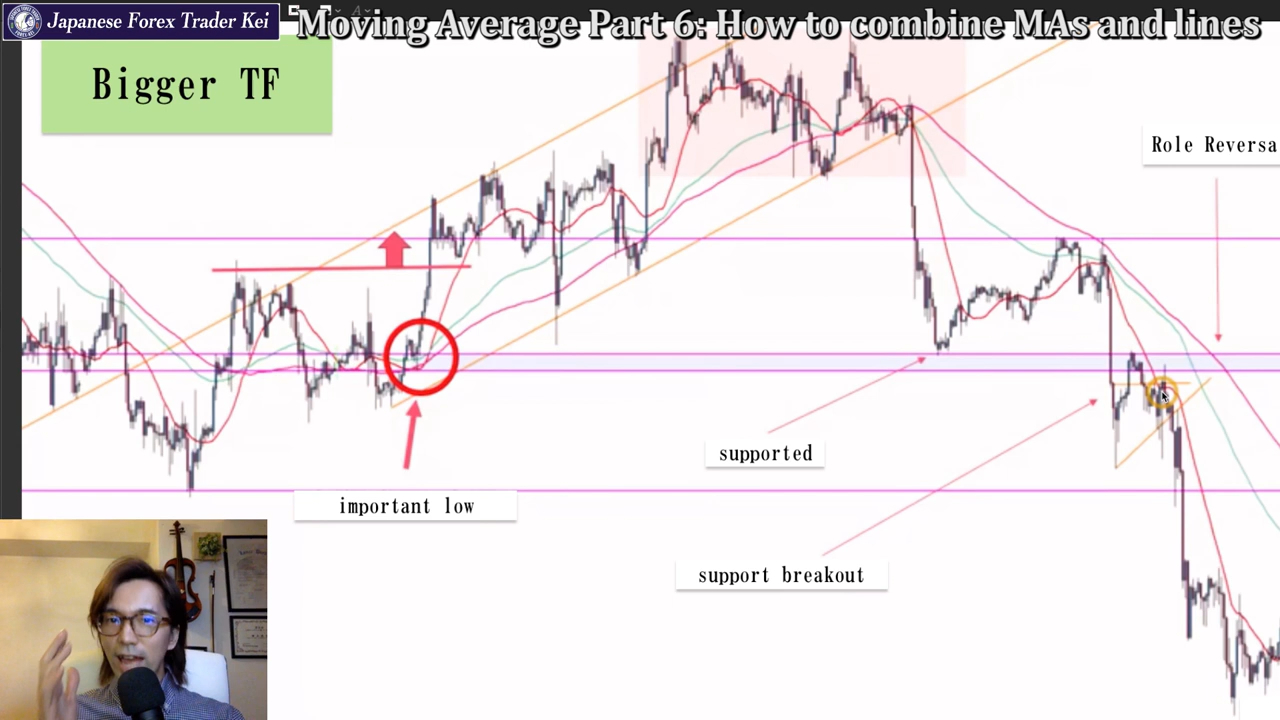 Japanese Forex Trader Kei
Moving Average Part 6: How to combine MAs and lines
Bigger TF
Role Reversa
supported
important low
support breakout